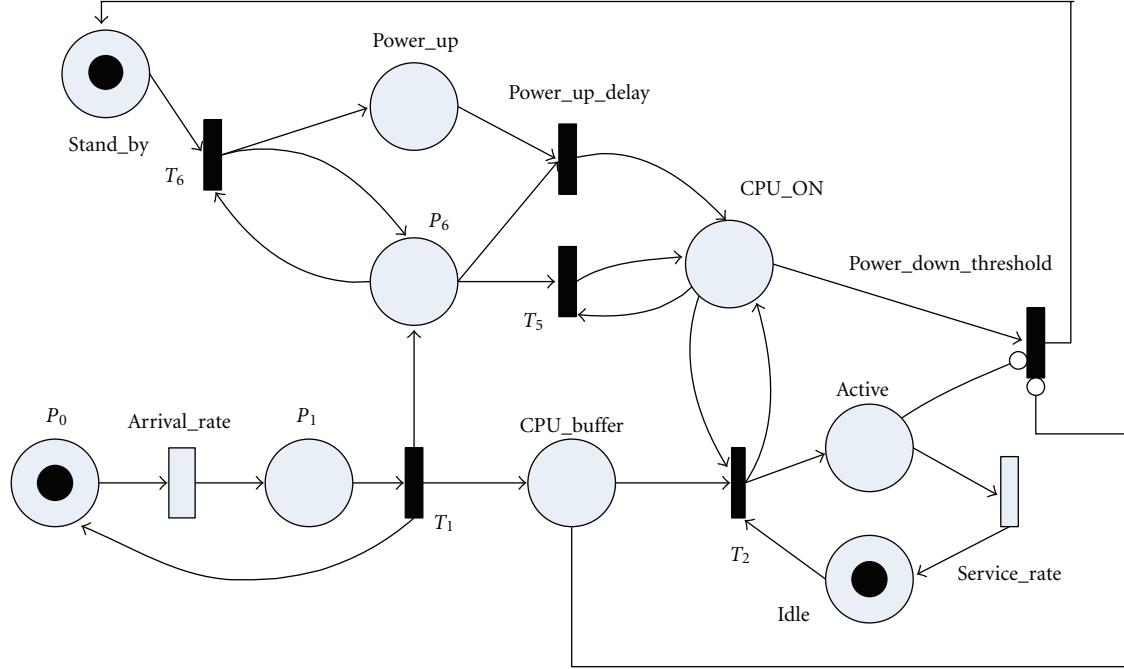 Power_up
Power_up_delay
Stand_by
T6
CPU_ON
P6
Power_down_threshold
T5
Active
P0
Arrival_rate
P1
CPU_buffer
T1
T2
Service_rate
Idle